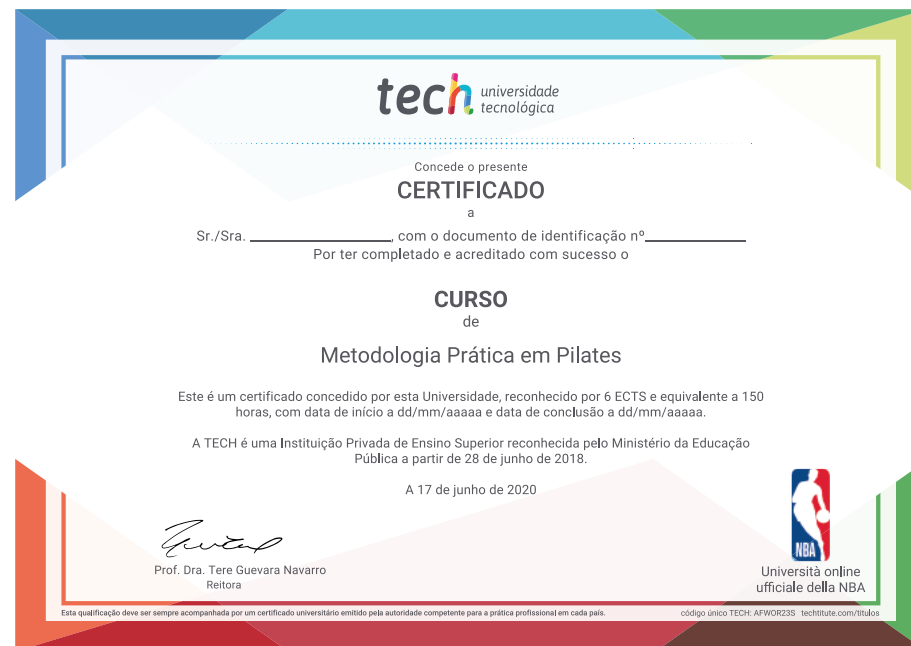 tech universidade
tecnológica
Concede o presente
CERTIFICADO
a
Sr./Sra. ____________, com o documento de identificação nº_________
Por ter completado e acreditado com sucesso o
CURSO
de
Metodologia Prática em Pilates
Este é um certificado concedido por esta Universidade, reconhecido por 6 ECTS e equivalente a 150
horas, com data de início a dd/mm/aaaaa e data de conclusão a dd/mm/aaaaa.
A TECH é uma Instituição Privada de Ensino Superior reconhecida pelo Ministério da Educação
Pública a partir de 28 de junho de 2018.
A 17 de junho de 2020
Prof. Dra. Tere Guevara Navarro
Reitora
NBA
Università online
ufficiale della NBA
Esta qualificação deve ser sempre acompanhada por um certificado universitário emitido pela autoridade competente para a prática profissional em cada país.
código único TECH: AFWOR23S techtitute.com/titulos